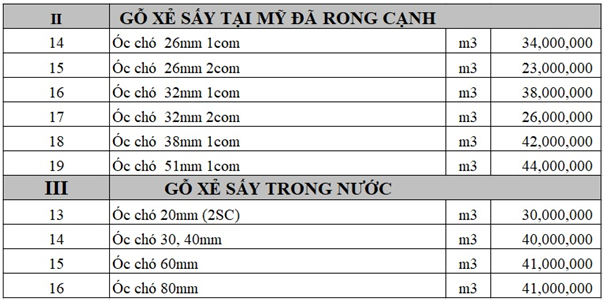 II GỖ XẺ SẤY TẠI MỸ ĐÃ RONG CẠNH
14 Óc chó 26mm 1com m3 34,000,000
15 Óc chó 26mm 2com m3 23,000,000
16 Óc chó 32mm 1com m3 38,000,000
17 Óc chó 32mm 2com m3 26,000,000
18 Óc chó 38mm 1com m3 42,000,000
19 Óc chó 51mm 1com m3 44,000,000
III GỖ XẺ SẤY TRONG NƯỚC
13 Óc chó 20mm (2SC) m3 30,000,000
14 Óc chó 30, 40mm m3 40,000,000
15 Óc chó 60mm m3 41,000,000
16 Óc chó 80mm m3 41,000,000